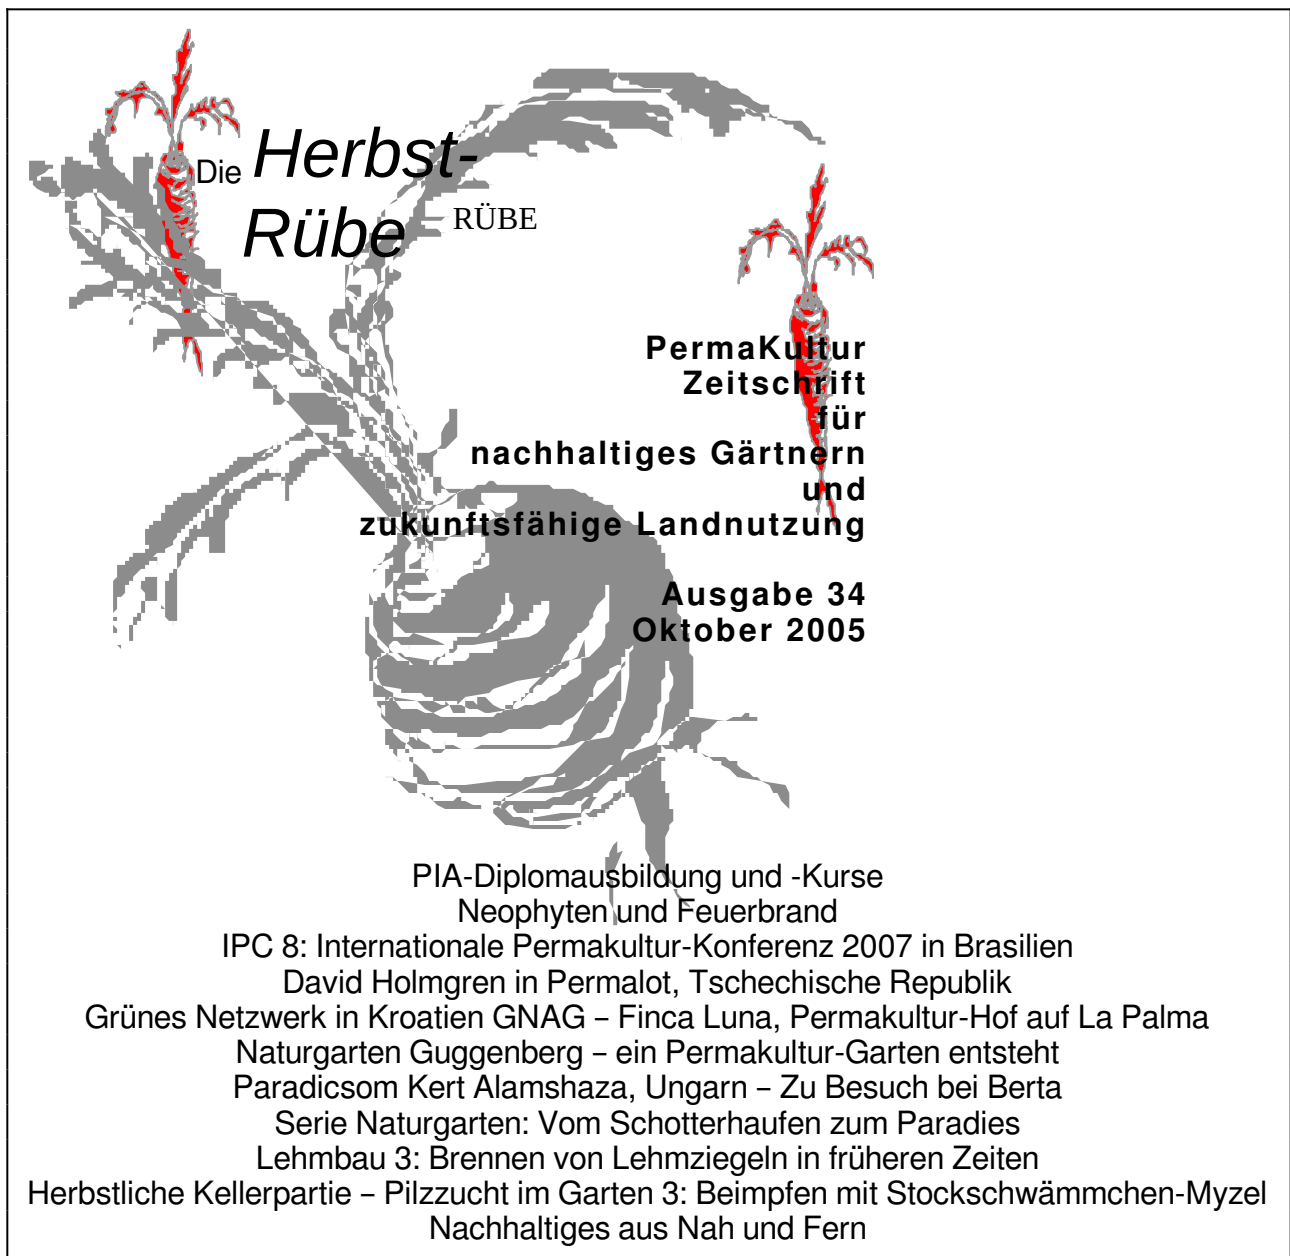 Die Herbst-
Rübe RÜBE
PermaKultur
Zeitschrift
für
nachhaltiges Gärtnern
und
zukunftsfähige Landnutzung
Ausgabe 34
Oktober 2005
PIA-Diplomausbildung und -Kurse
Neophyten und Feuerbrand
IPC 8: Internationale Permakultur-Konferenz 2007 in Brasilien
David Holmgren in Permalot, Tschechische Republik
Grünes Netzwerk in Kroatien GNAG – Finca Luna, Permakultur-Hof auf La Palma
Naturgarten Guggenberg – ein Permakultur-Garten entsteht
Paradicsom Kert Alamshaza, Ungarn – Zu Besuch bei Berta
Serie Naturgarten: Vom Schotterhaufen zum Paradies
Lehmbau 3: Brennen von Lehmziegeln in früheren Zeiten
Herbstliche Kellerpartie – Pilzzucht im Garten 3: Beimpfen mit Stockschwämmchen-Myzel
Nachhaltiges aus Nah und Fern